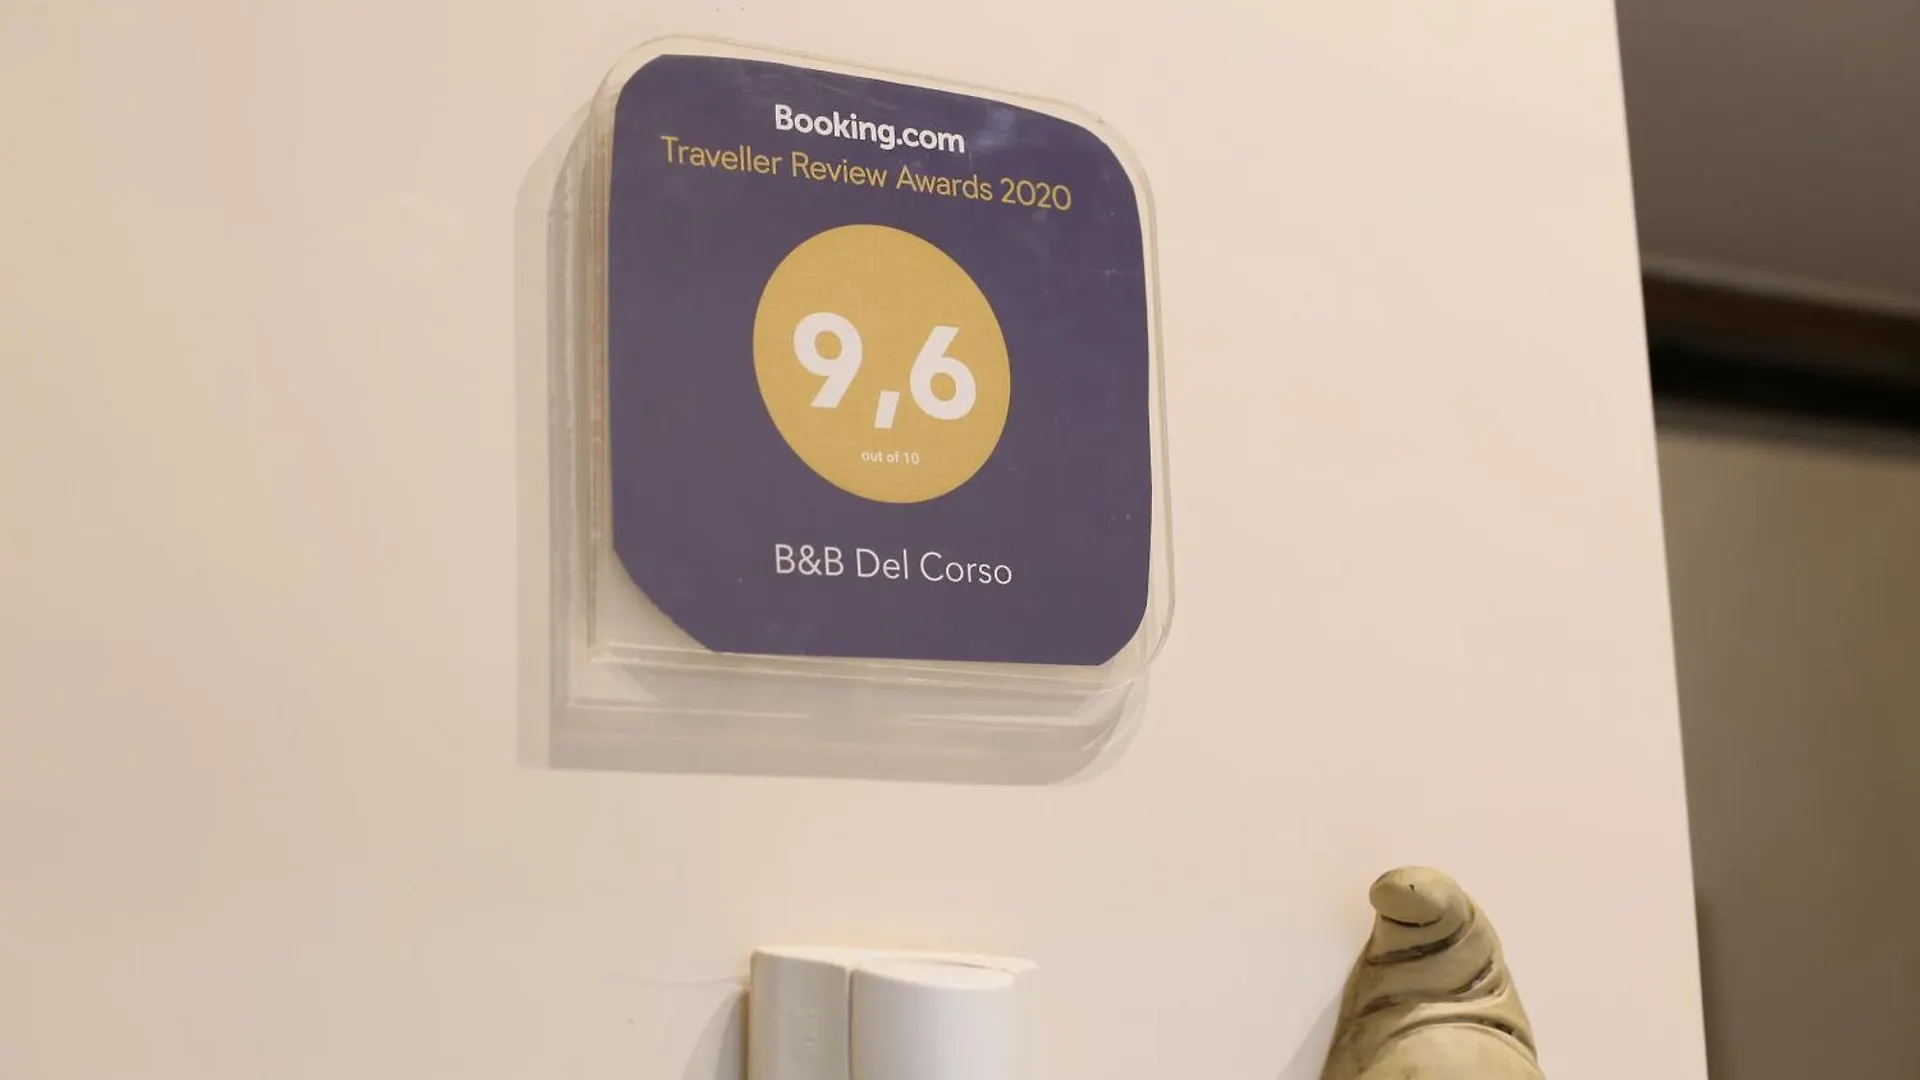 Booking.com
Traveller Review Awards 2020
9,6
out of 10
B&B Del Corso